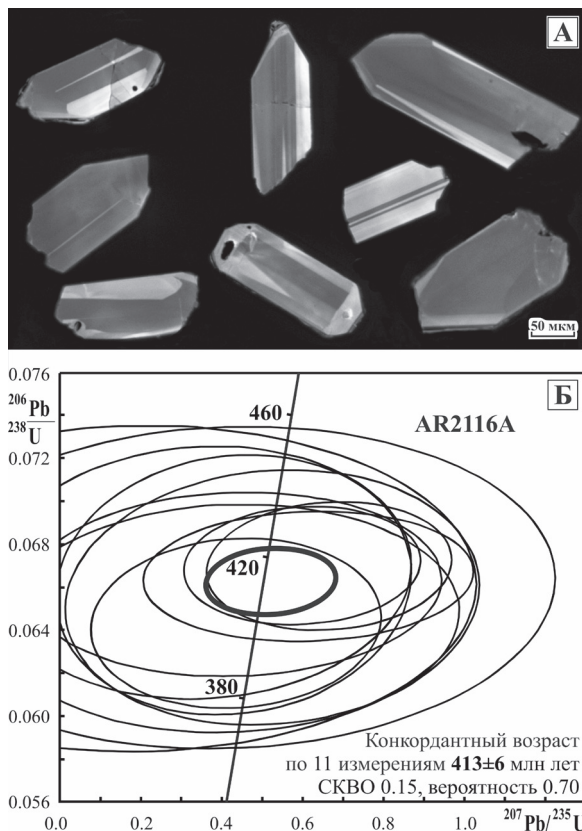 А
50 мкм
0.076
Б
206Pb
238U
460
AR2116A
0.072
0.068
420
0.064
380
0.060
Конкордантный возраст
по 11 измерениям 413±6 млн лет
СКВО 0.15, вероятность 0.70
0.056
0.0 0.2 0.4 0.6 0.8 1.0 207Pb/235U